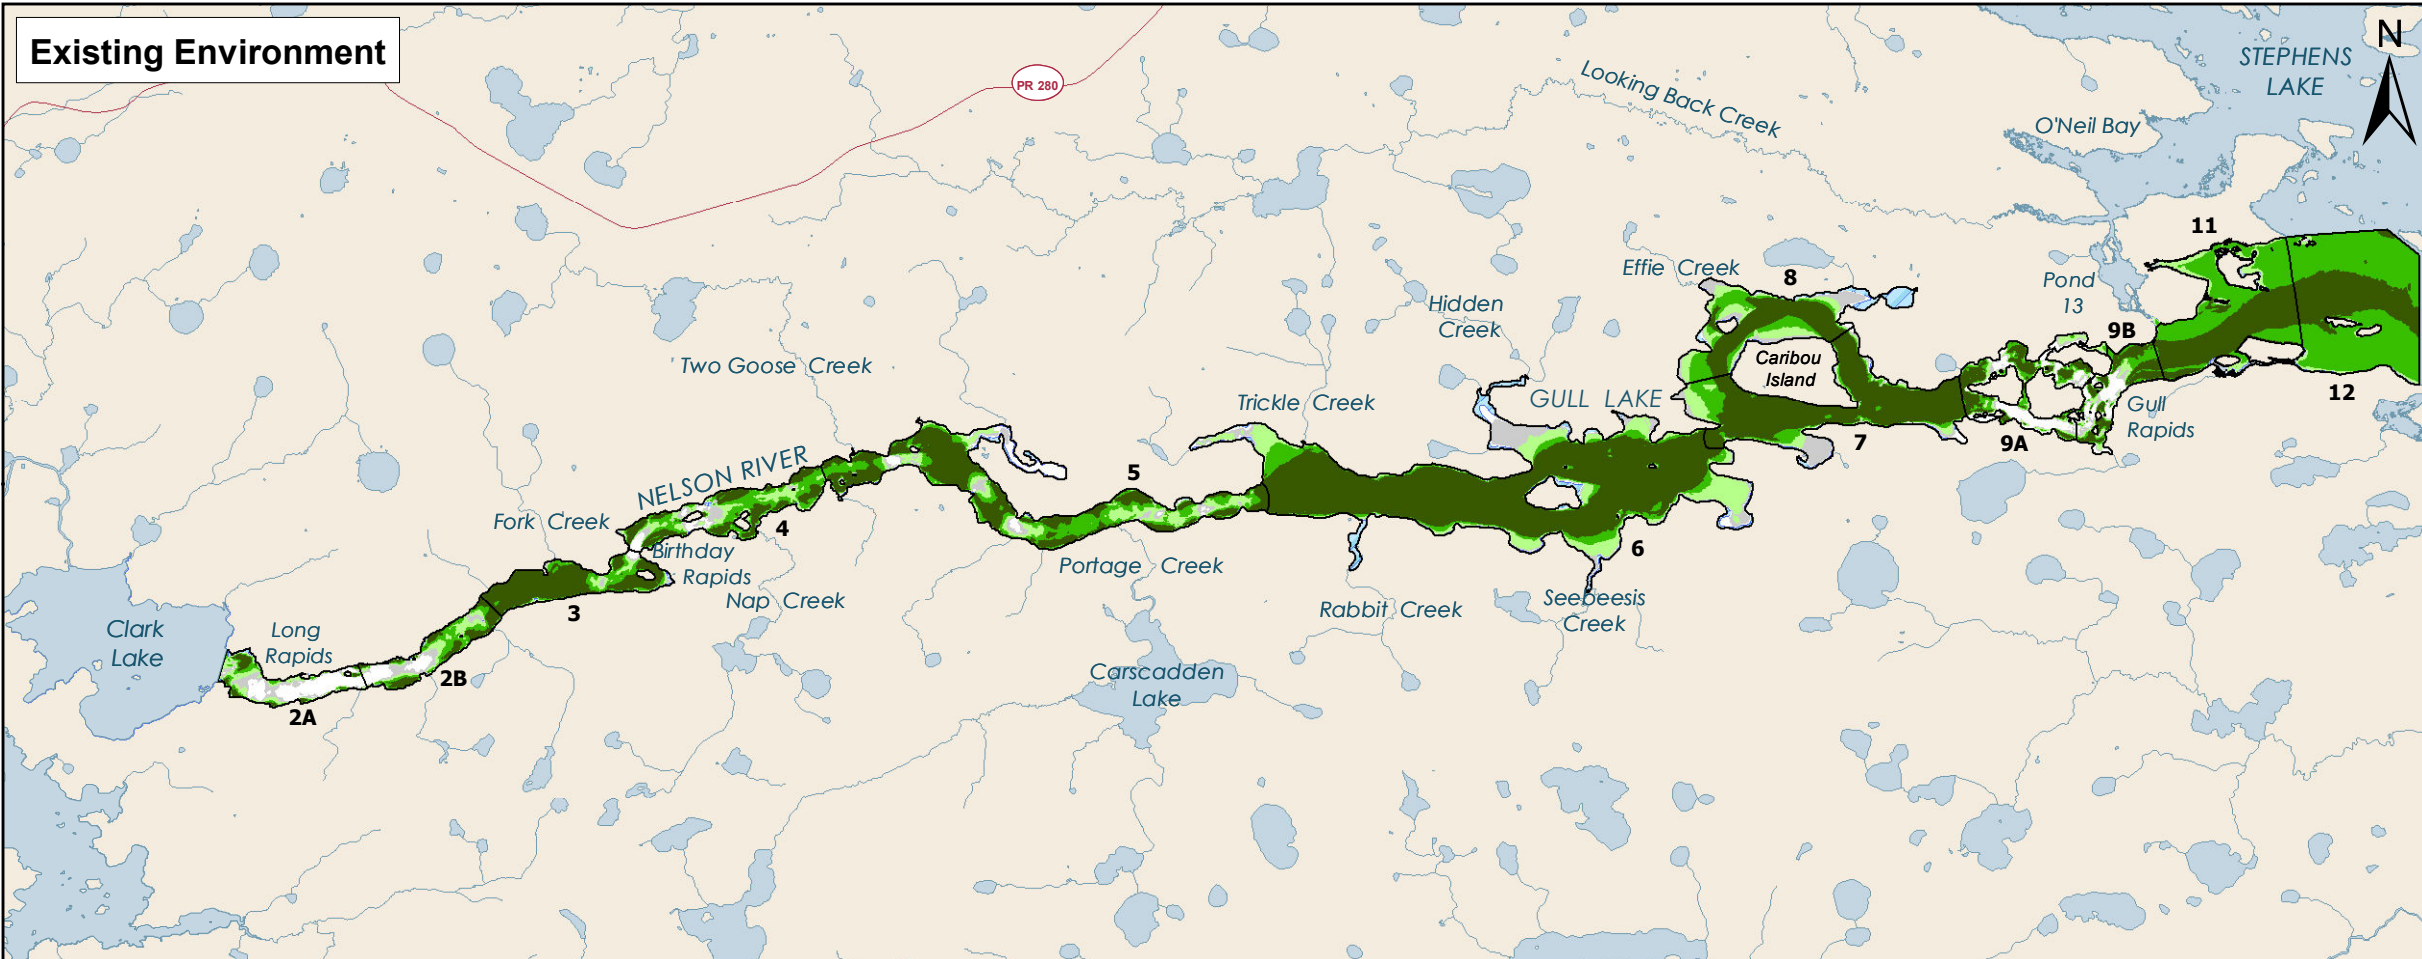 Existing Environment
N
STEPHENS
LAKE
PR 280
Looking Back Creek
O'Neil Bay
11
Effie Creek
8
Pond
13
Hidden
Creek
9B
Two Goose Creek
Caribou
Island
12
Trickle Creek
GULL LAKE
Gull
Rapids
7
9A
NELSON RIVER
5
Fork Creek
4
6
Birthday
Rapids
Portage Creek
Nap Creek
3
Rabbit Creek
Seebeesis
Creek
Clark
Lake
Long
Rapids
2B
Carscadden
Lake
2A